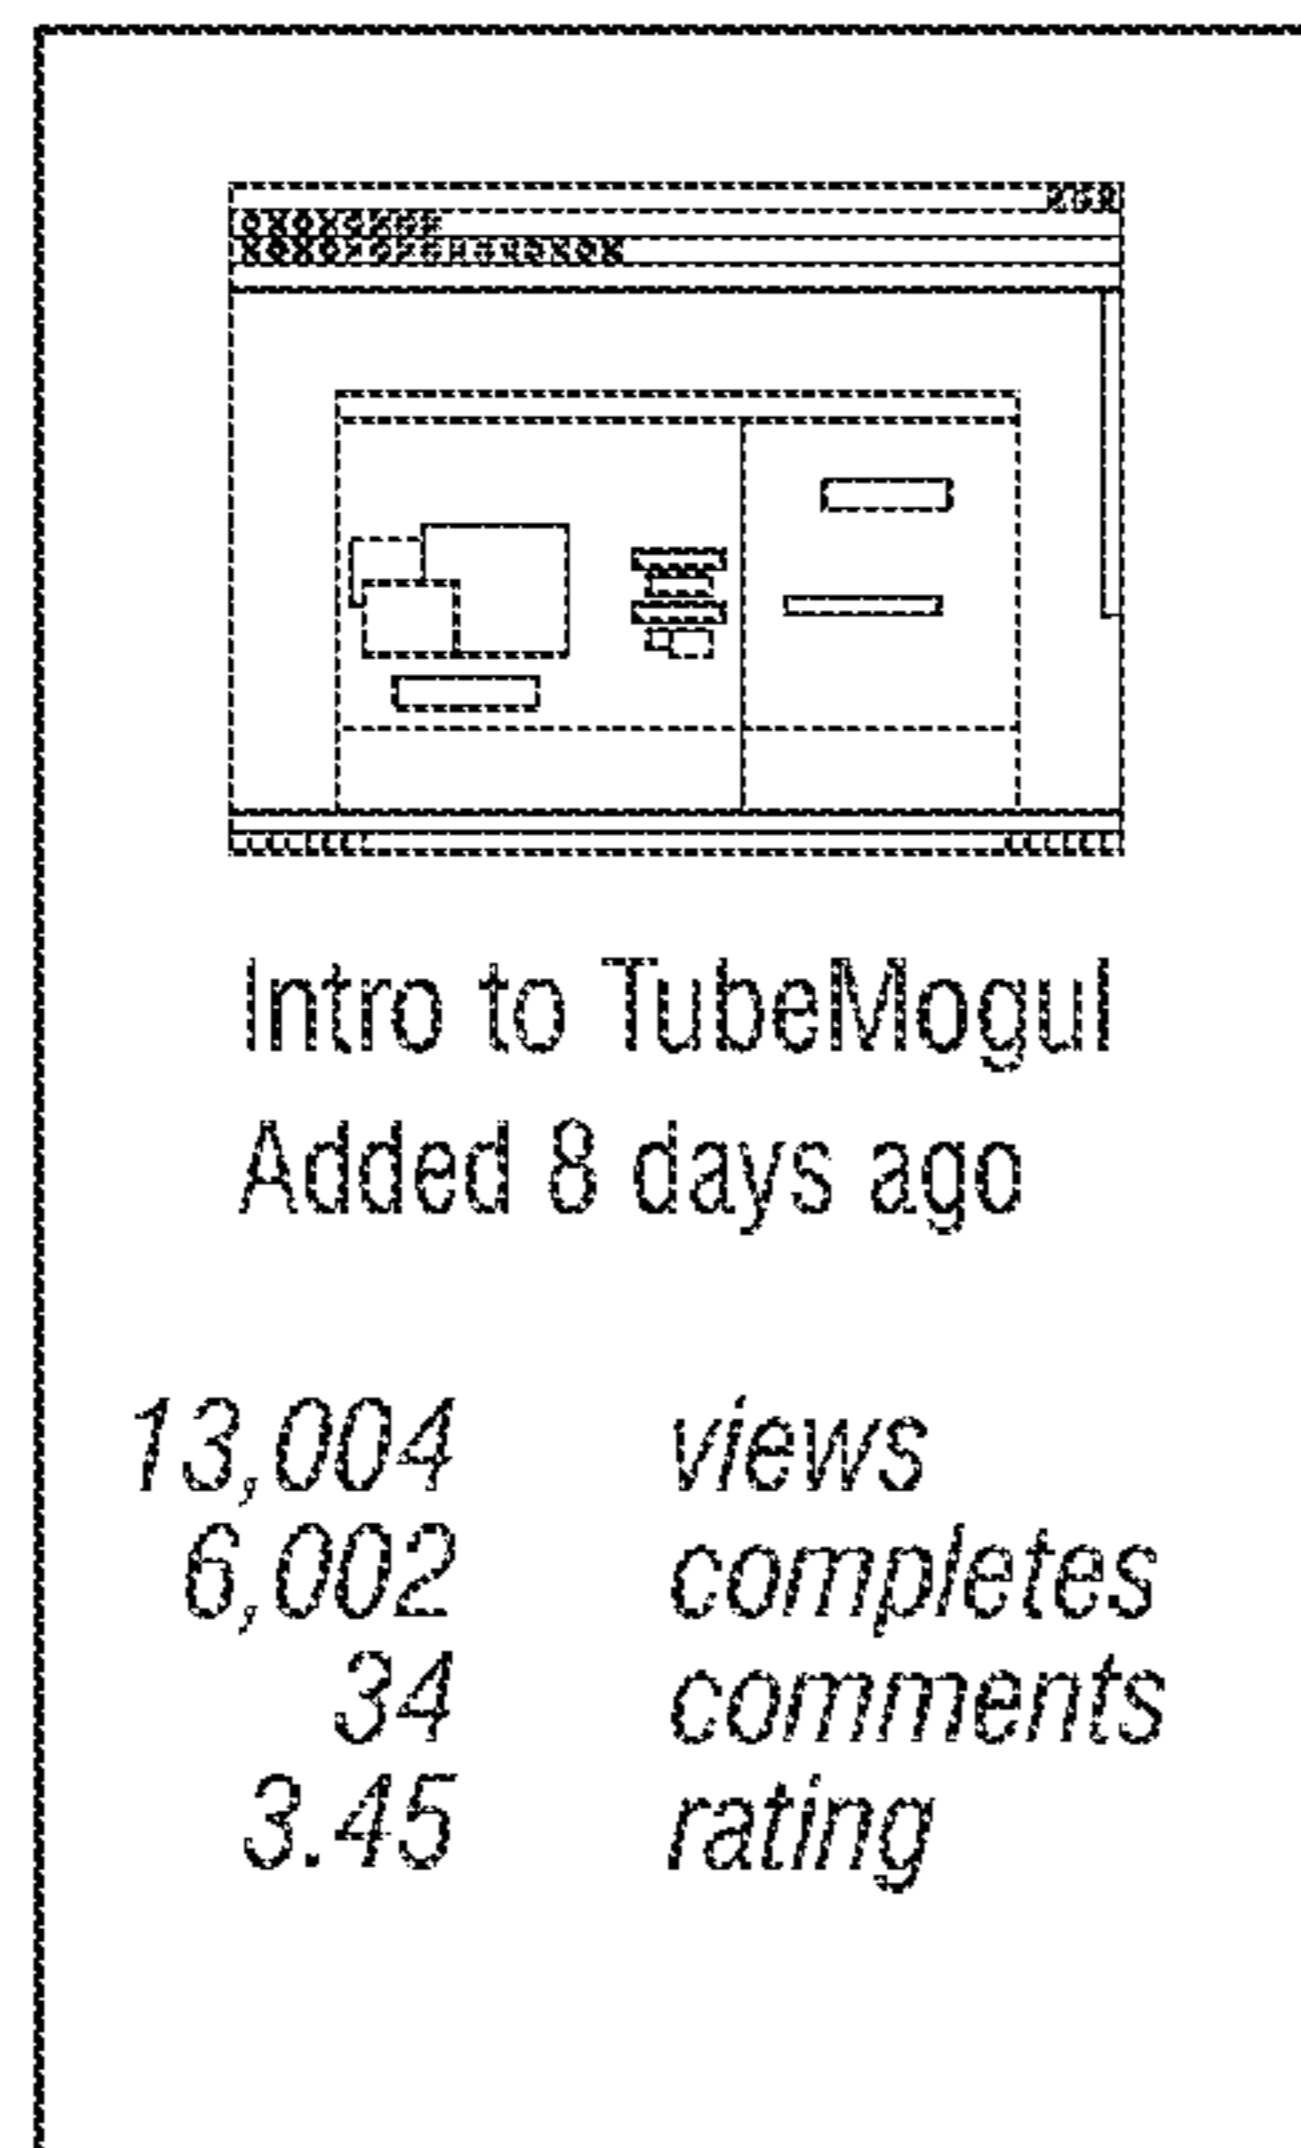 Intro to TubeMogul
Added 8 days ago
13,004 views
6,002 completes
34 comments
3.45 rating